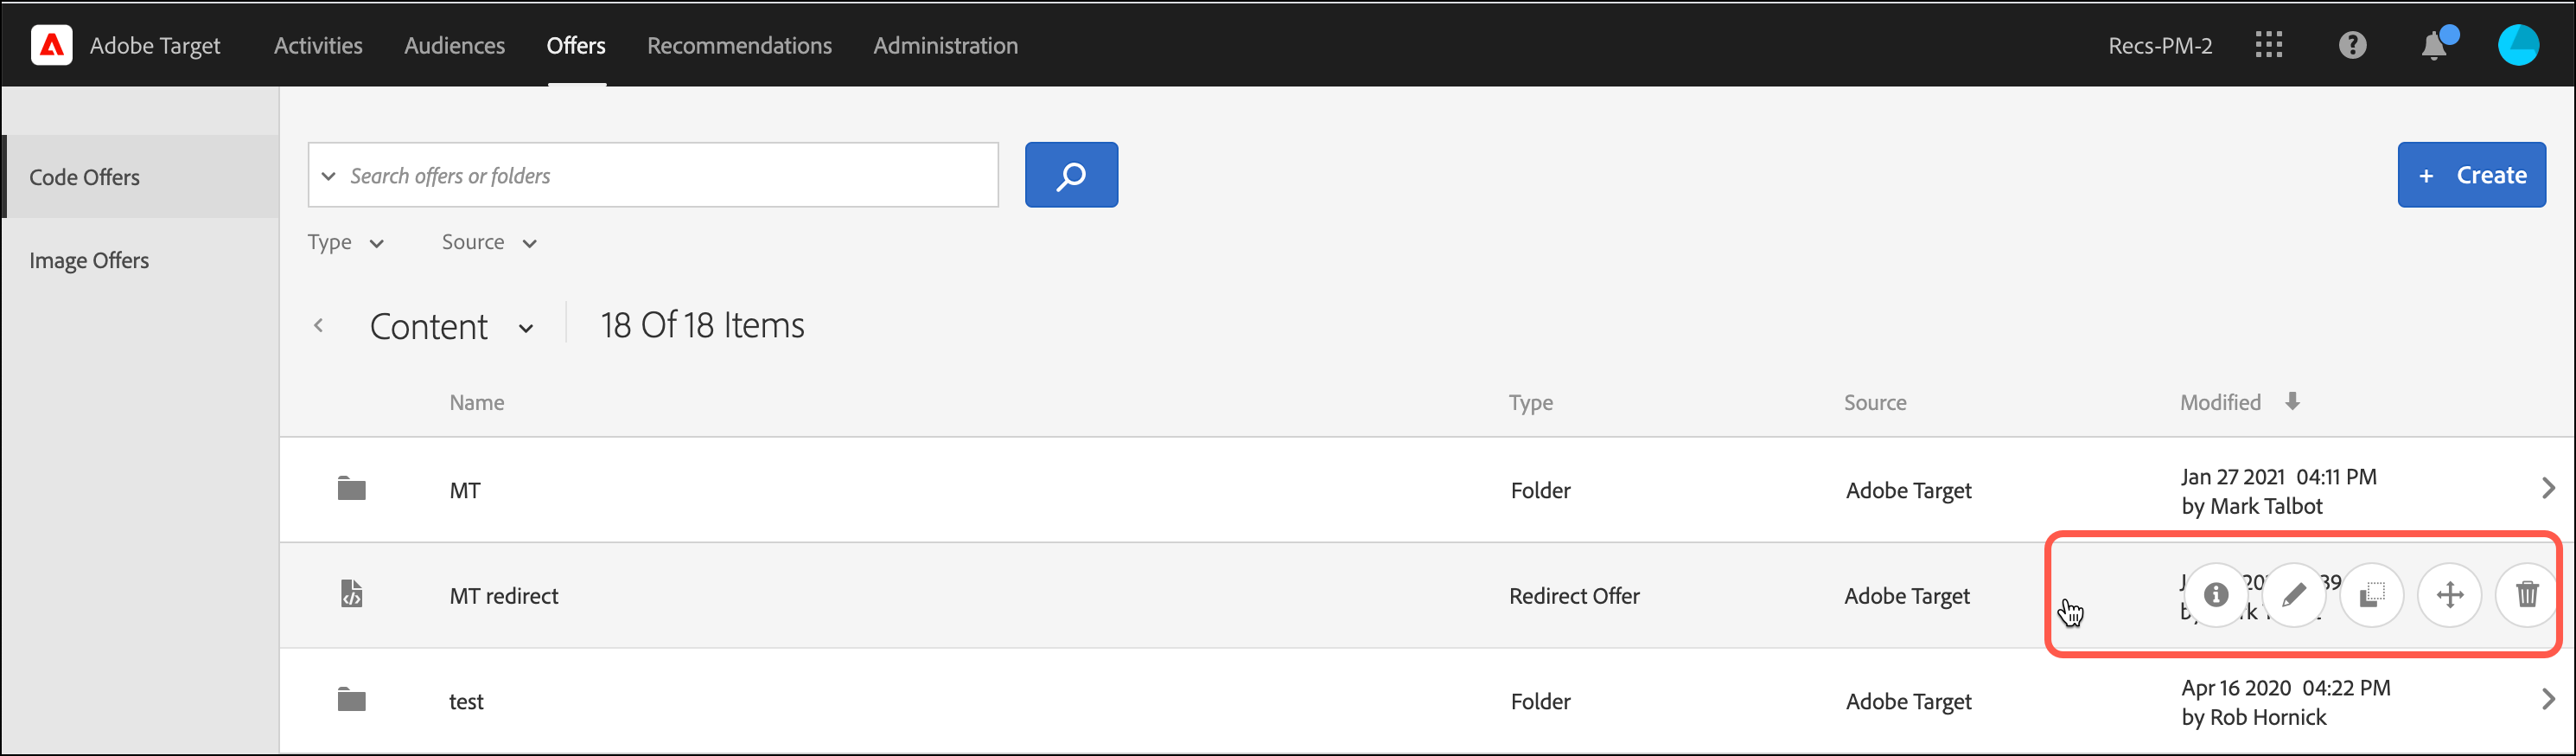 Adobe Target Activities Audiences Offers Recommendations Administration Recs-PM-2
Code Offers
Image Offers
Search offers or folders
+ Create
Type Source
Content 18 Of 18 Items
Name Type Source Modified
MT Folder Adobe Target Jan 27 2021 04:11 PM
by Mark Talbot
MT redirect Redirect Offer Adobe Target
test Folder Adobe Target Apr 16 2020 04:22 PM
by Rob Hornick